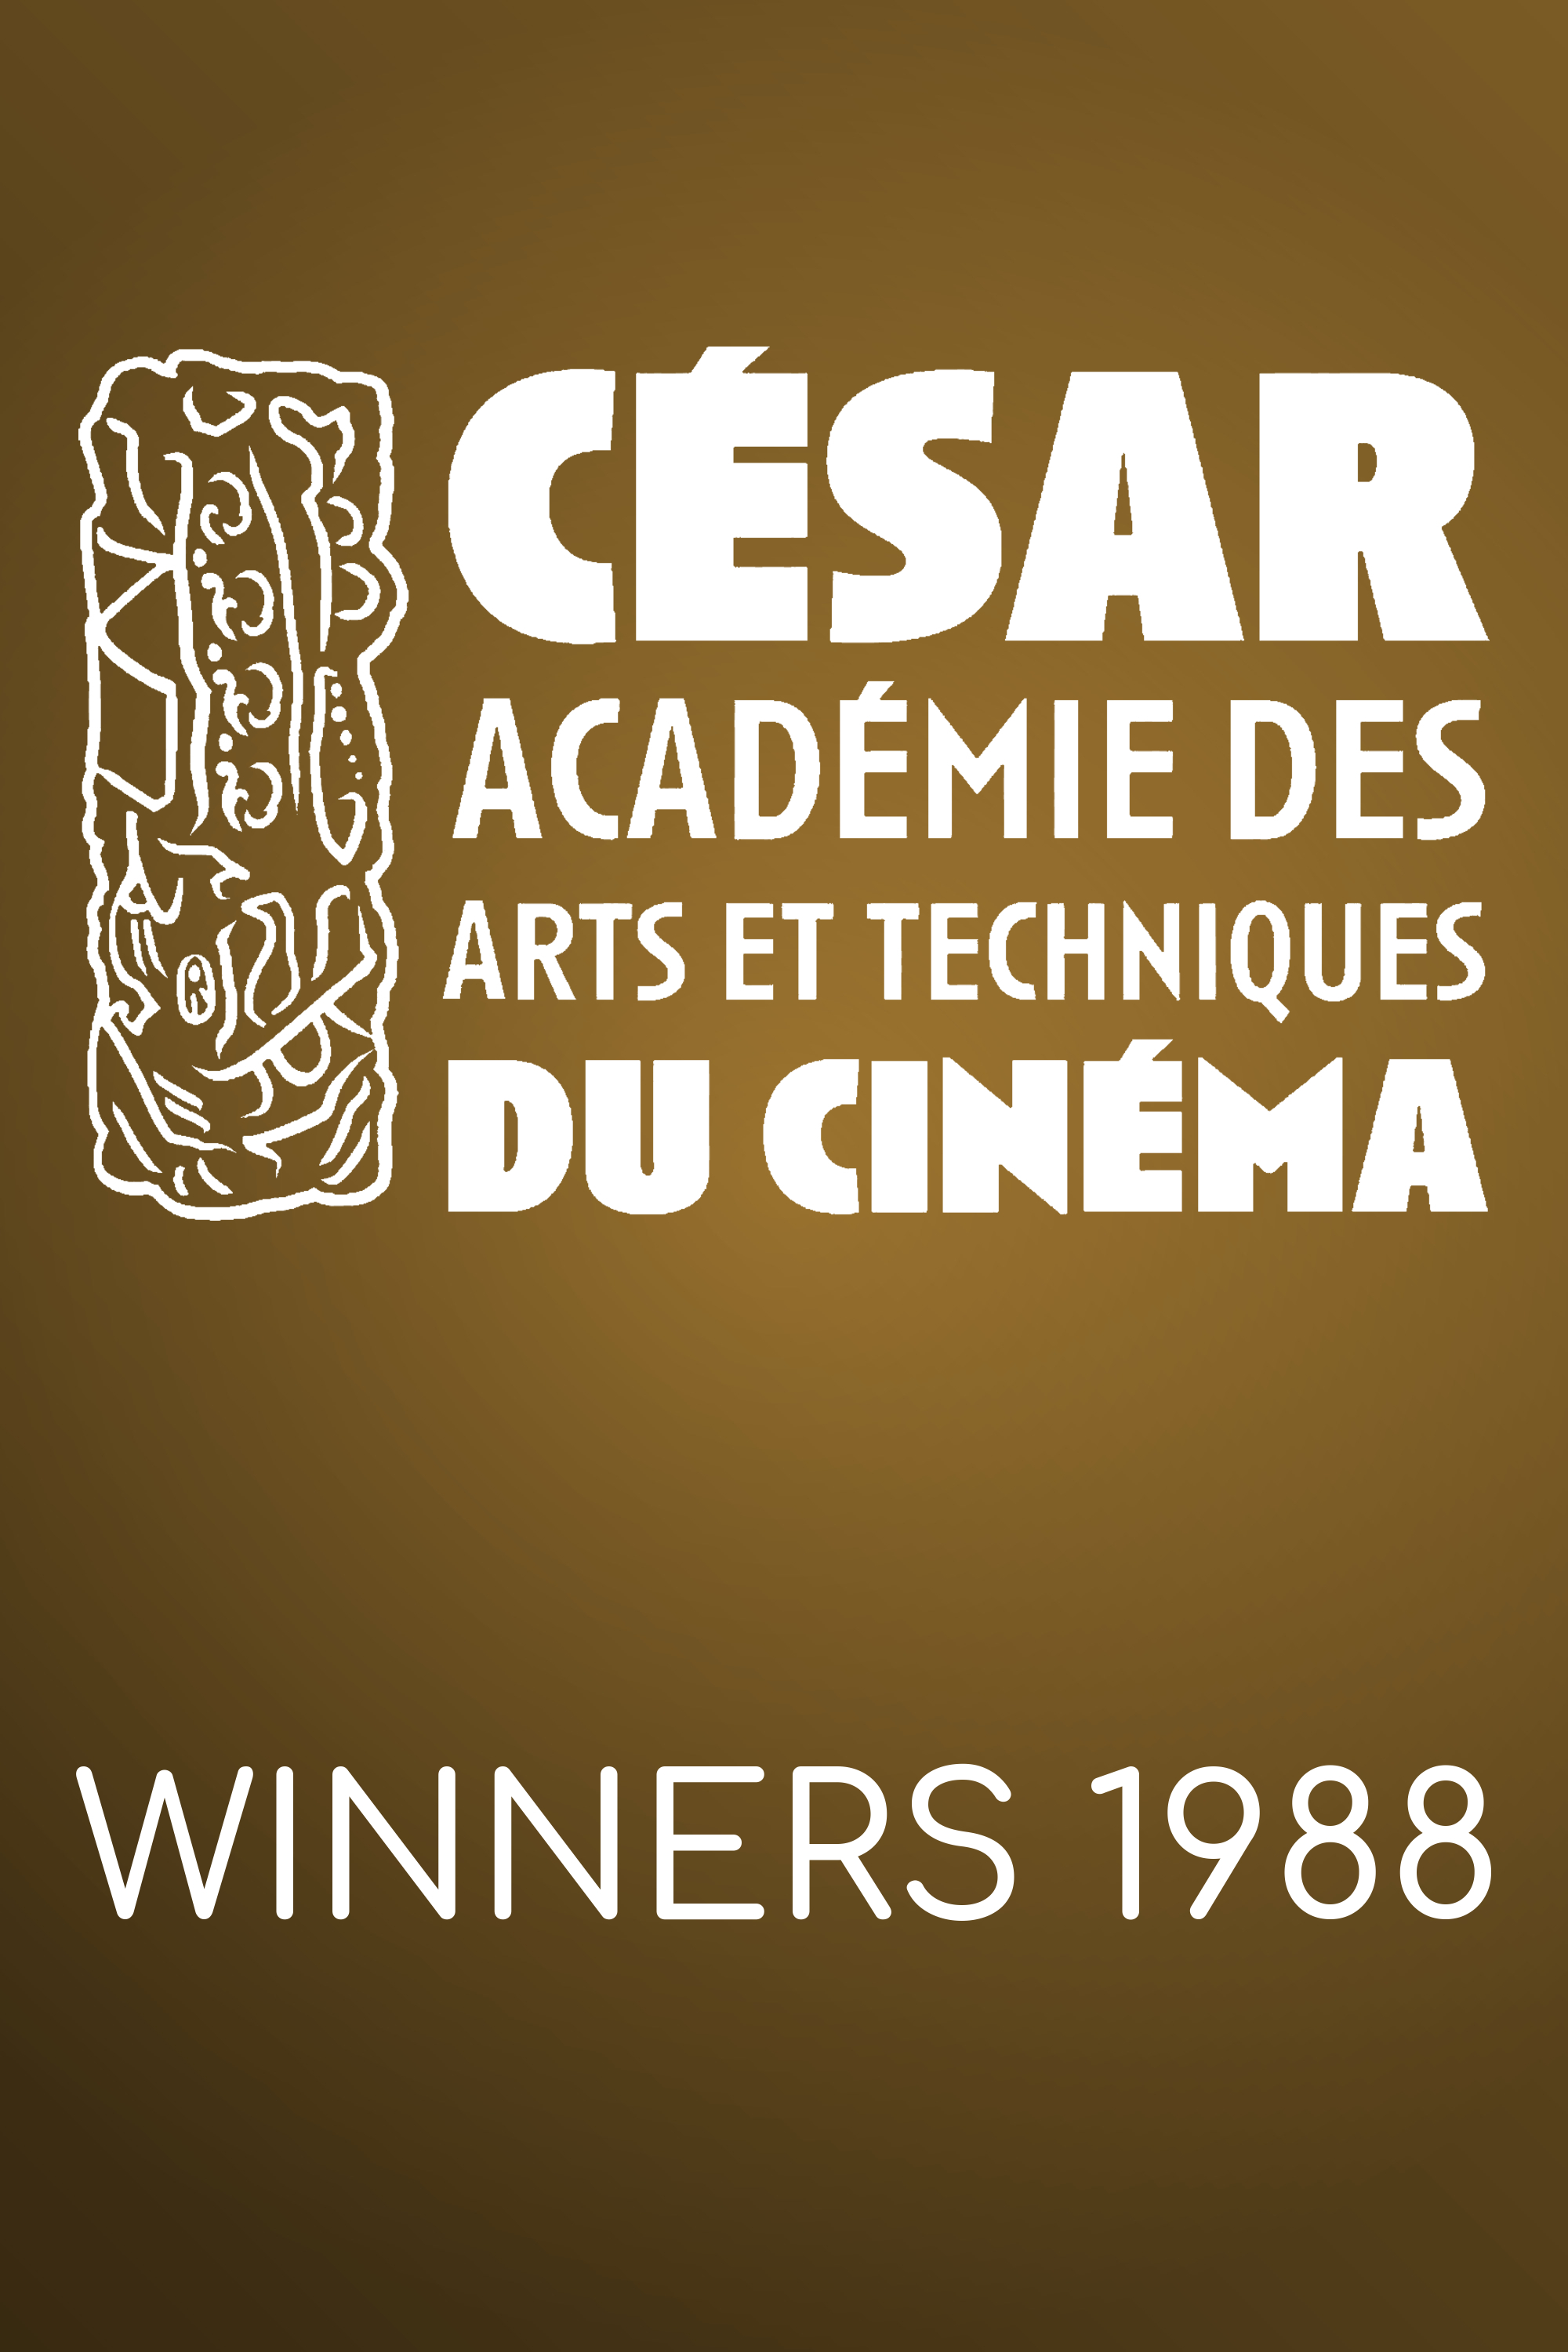 CÉSAR
ACADÉMIE DES
ARTS ET TECHNIQUES
DU CINÉMA
WINNERS 1988